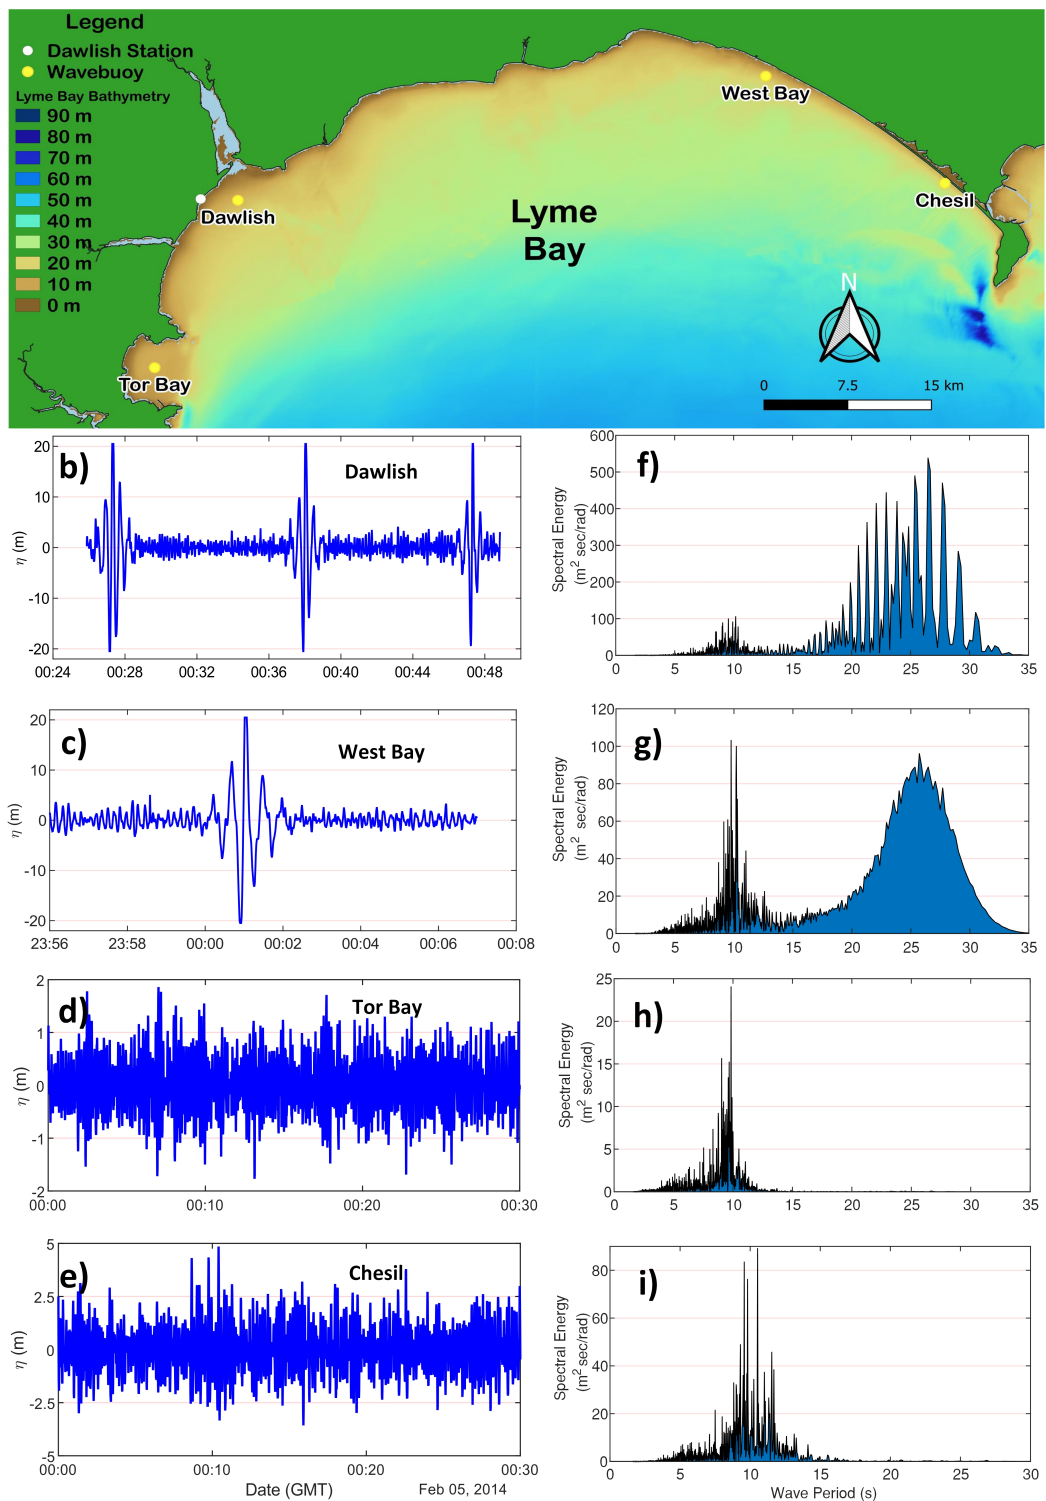 Legend
Dawlish Station
Wavebuoy
Lyme Bay Bathymetry
90 m
80 m
70 m
60 m
50 m
40 m
30 m
20 m
10 m
0 m
West Bay
Chesil
Dawlish
Lyme
Bay
Tor Bay
N
0 7.5 15 km
b)
Dawlish
η (m)
20
10
0
-10
-20
00:24 00:28 00:32 00:36 00:40 00:44 00:48
f)
Spectral Energy
(m² sec/rad)
600
500
400
300
200
100
0
0 5 10 15 20 25 30 35
c)
West Bay
η (m)
20
10
0
-10
-20
23:56 23:58 00:00 00:02 00:04 00:06 00:08
g)
Spectral Energy
(m² sec/rad)
120
100
80
60
40
20
0
0 5 10 15 20 25 30 35
d)
Tor Bay
η (m)
2
1
0
-1
-2
00:00 00:10 00:20 00:30
h)
Spectral Energy
(m² sec/rad)
25
20
15
10
5
0
0 5 10 15 20 25 30 35
e)
Chesil
η (m)
5
2.5
0
-2.5
-5
00:00 00:10 00:20 00:30
Date (GMT)
Feb 05, 2014
i)
Spectral Energy
(m² sec/rad)
80
60
40
20
0
0 5 10 15 20 25 30
Wave Period (s)